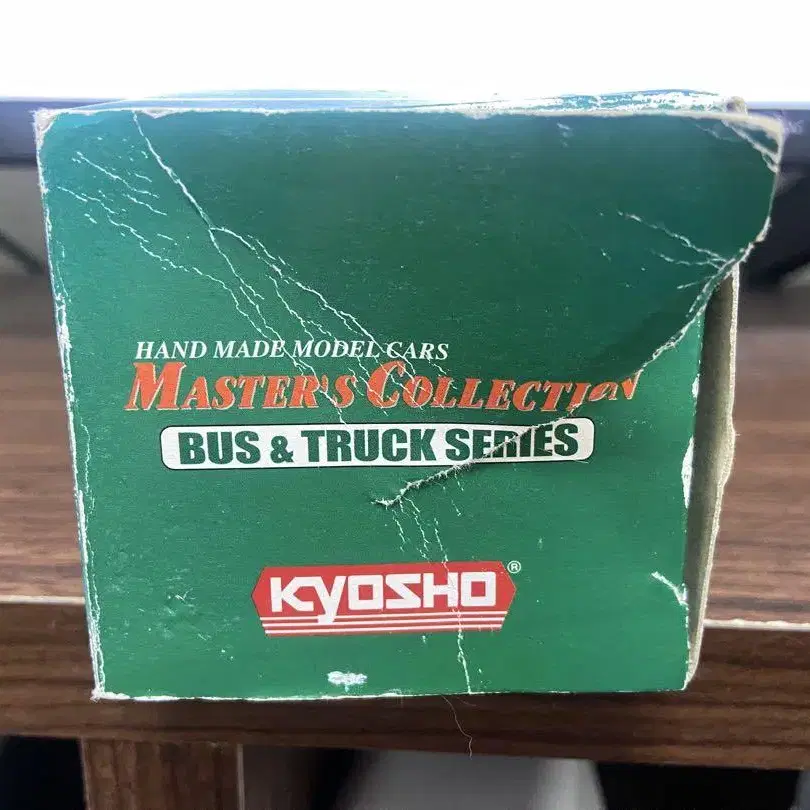 HAND MADE MODEL CARS
MASTER'S COLLECTION
BUS & TRUCK SERIES
KYOSHO®